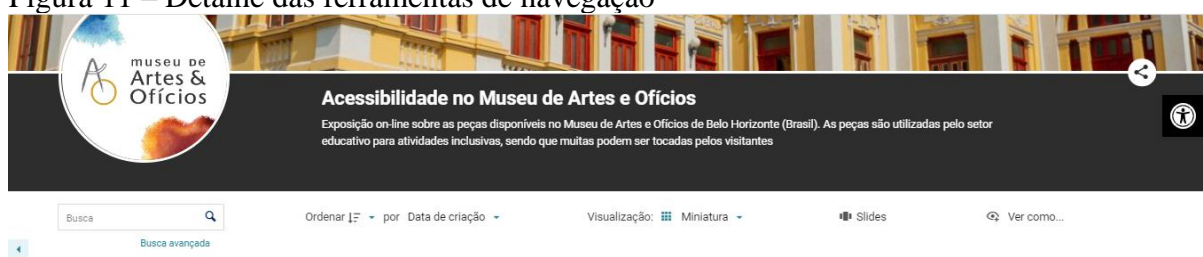 Figura 11 – Detalhe das ferramentas de navegação
museu de
Artes &
Ofícios
Acessibilidade no Museu de Artes e Ofícios
Exposição on-line sobre as peças disponíveis no Museu de Artes e Ofícios de Belo Horizonte (Brasil). As peças são utilizadas pelo setor
educativo para atividades inclusivas, sendo que muitas podem ser tocadas pelos visitantes
Busca
Ordenar por Data de criação Visualização: Miniatura Slides Ver como...
Busca avançada